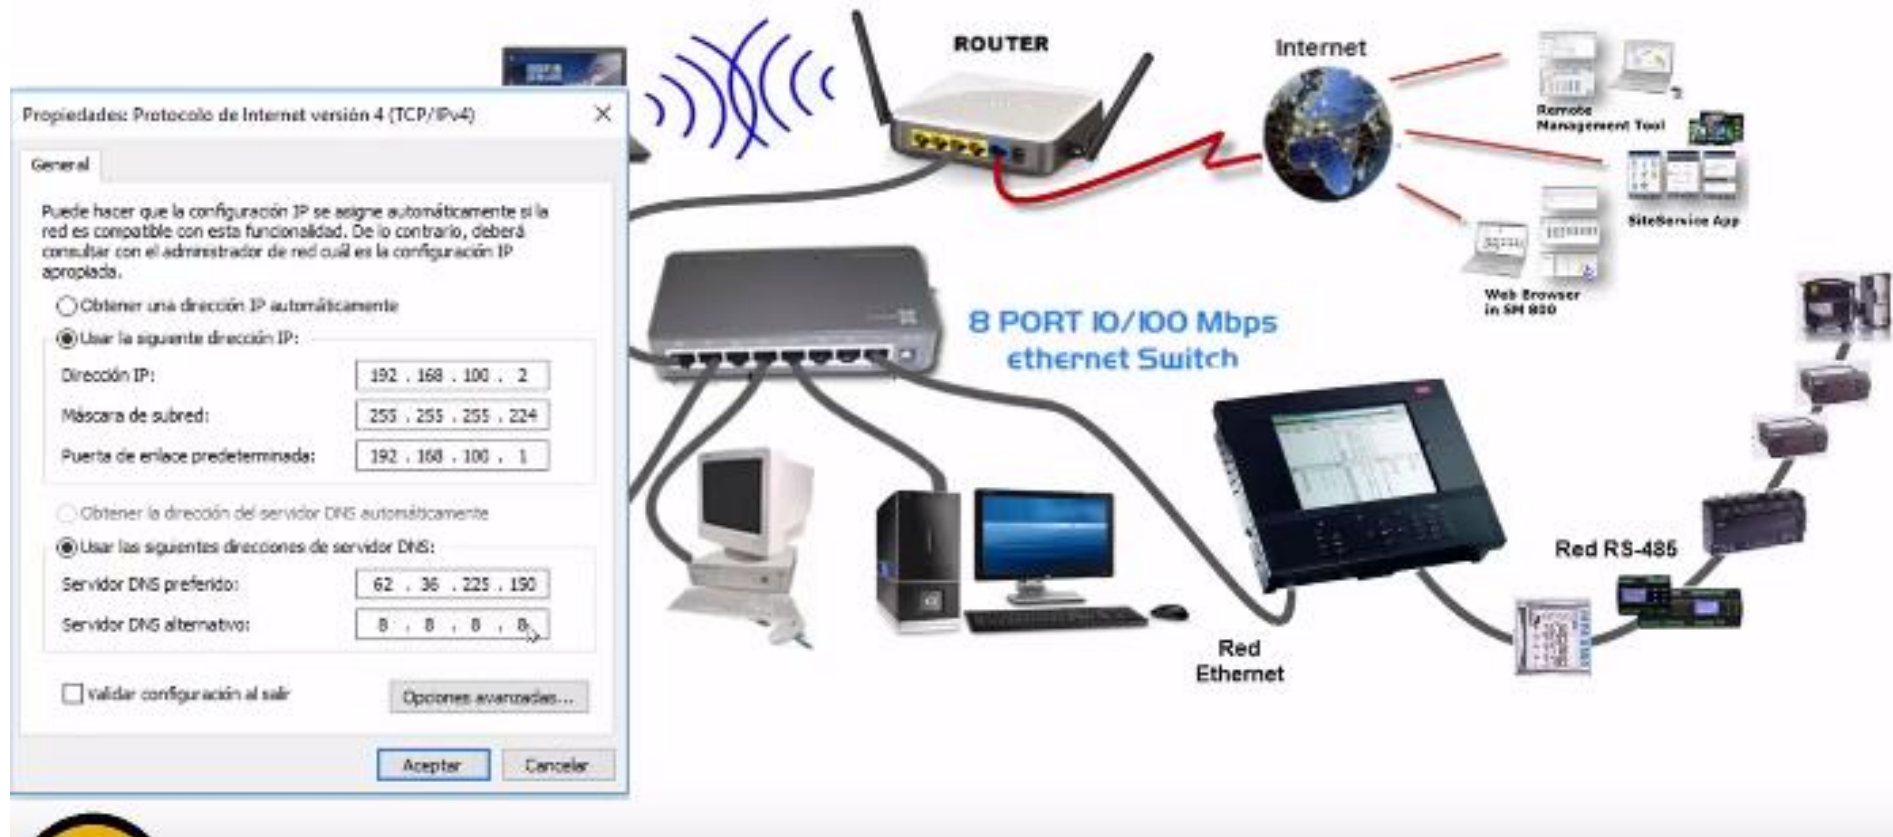 Propiedades: Protocolo de Internet versión 4 (TCP/IPv4)
General
Puede hacer que la configuración IP se asigne automáticamente si la
red es compatible con esta funcionalidad. De lo contrario, deberá
consultar con el administrador de red cuál es la configuración IP
apropiada.
Obtener una dirección IP automáticamente
Usar la siguiente dirección IP:
Dirección IP: 192 . 168 . 100 . 2
Máscara de subred: 255 . 255 . 255 . 224
Puerta de enlace predeterminada: 192 . 168 . 100 . 1
Obtener la dirección del servidor DNS automáticamente
Usar las siguientes direcciones de servidor DNS:
Servidor DNS preferido: 62 . 36 . 225 . 150
Servidor DNS alternativo: 8 . 8 . 8 . 8
Validar configuración al salir
Opciones avanzadas...
Aceptar
Cancelar
ROUTER
Internet
Remote
Management Tool
SiteService App
Web Browser
in SM 800
8 PORT 10/100 Mbps
ethernet Switch
Red RS-485
Red
Ethernet